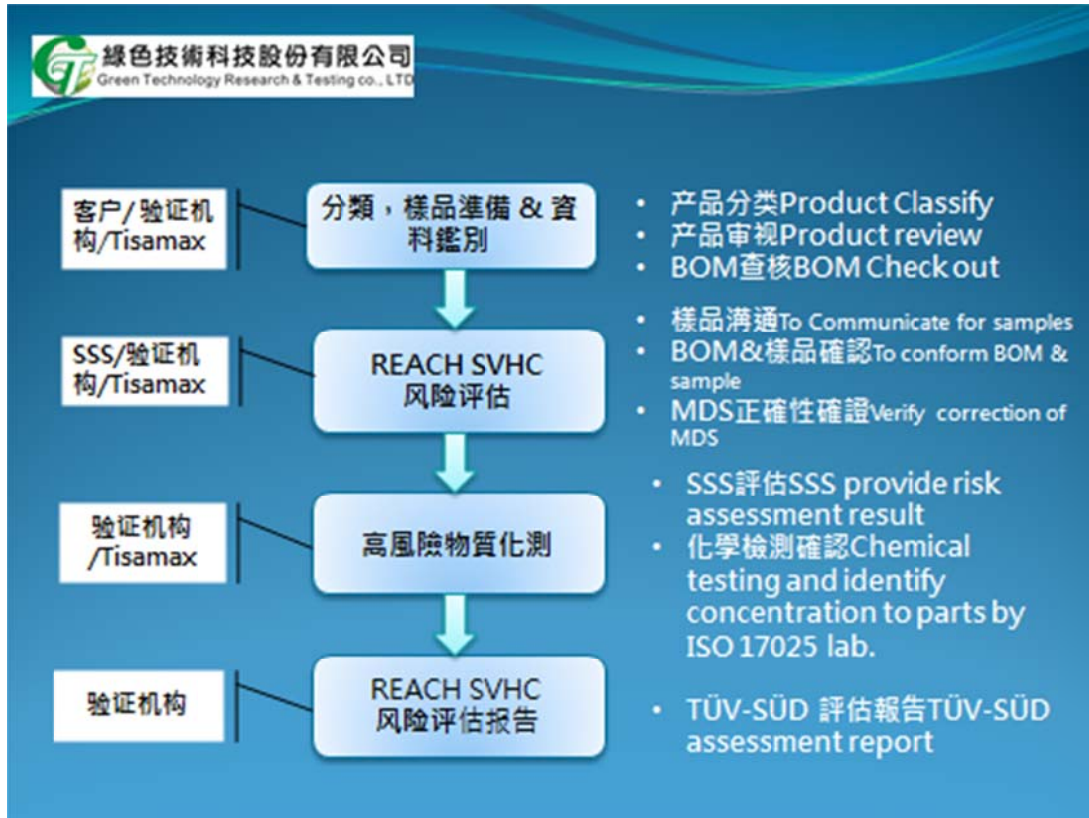 綠色技術科技股份有限公司
Green Technology Research & Testing co., LTD
客户/验证机
构/Tisamax
分類，樣品準備 & 資
料鑑別
• 产品分类Product Classify
• 产品审视Product review
• BOM查核BOM Check out
SSS/验证机
构/Tisamax
REACH SVHC
风险评估
• 樣品溝通To Communicate for samples
• BOM&樣品確認To conform BOM &
sample
• MDS正確性確證Verify correction of
MDS
验证机构
/Tisamax
高風險物質化測
• SSS評估SSS provide risk
assessment result
• 化學檢測確認Chemical
testing and identify
concentration to parts by
ISO 17025 lab.
验证机构
REACH SVHC
风险评估报告
• TÜV-SÜD 評估報告TÜV-SÜD
assessment report